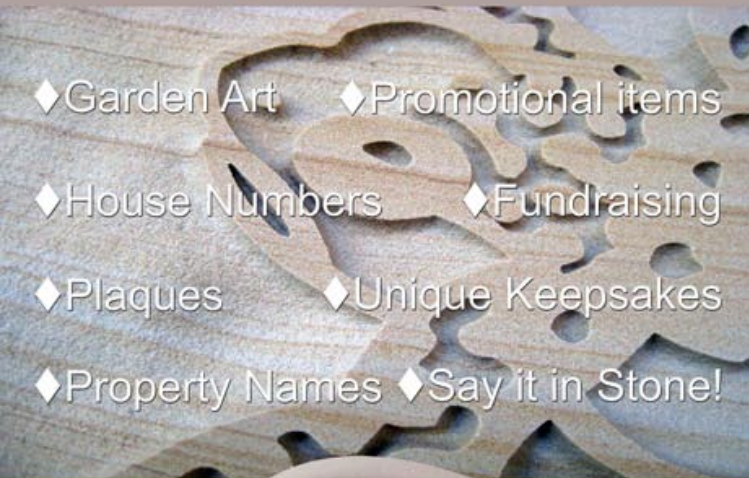 ♦Garden Art ♦Promotional items
♦House Numbers ♦Fundraising
♦Plaques ♦Unique Keepsakes
♦Property Names ♦Say it in Stone!